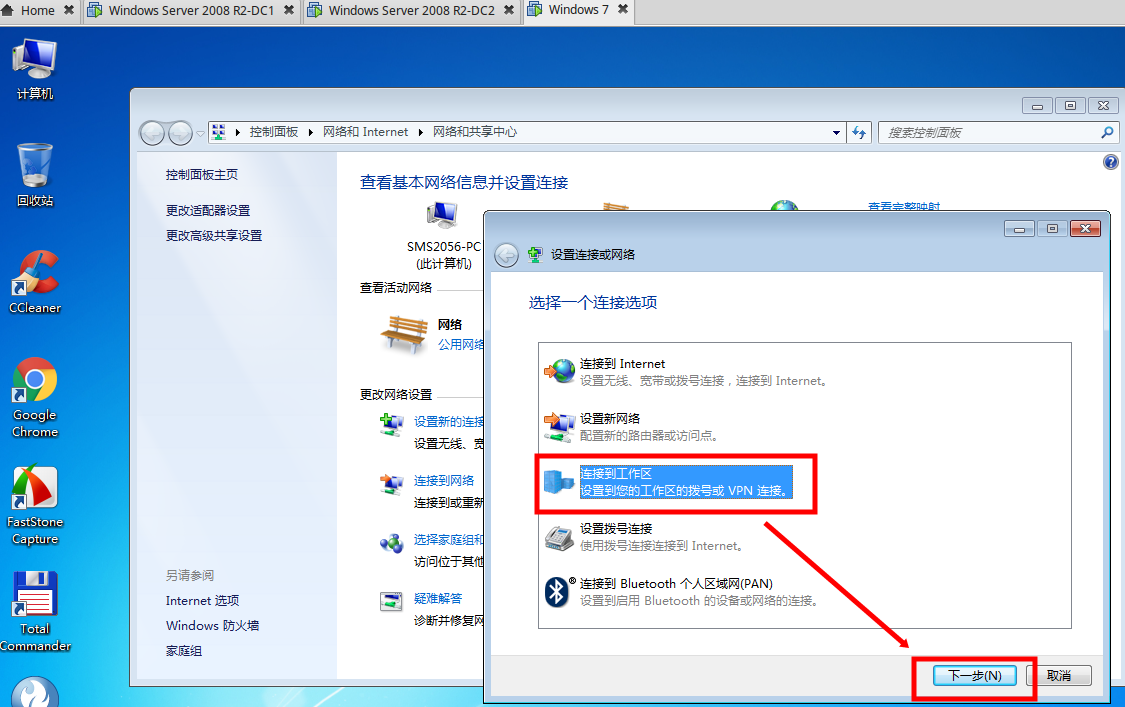 Home
Windows Server 2008 R2-DC1
Windows Server 2008 R2-DC2
Windows 7
计算机
回收站
CCleaner
Google
Chrome
FastStone
Capture
Total
Commander
控制面板
网络和 Internet
网络和共享中心
搜索控制面板
控制面板主页
更改适配器设置
更改高级共享设置
另请参阅
Internet 选项
Windows 防火墙
家庭组
查看基本网络信息并设置连接
查看完整映射
SMS2056-PC
(此计算机)
查看活动网络
网络
公用网络
更改网络设置
设置新的连接
设置无线、宽
连接到网络
连接到或重新
选择家庭组和
访问位于其他
疑难解答
诊断并修复网
设置连接或网络
选择一个连接选项
连接到 Internet
设置无线、宽带或拨号连接，连接到 Internet。
设置新网络
配置新的路由器或访问点。
连接到工作区
设置到您的工作区的拨号或 VPN 连接。
设置拨号连接
使用拨号连接连接到 Internet。
连接到 Bluetooth 个人区域网(PAN)
设置到启用 Bluetooth 的设备或网络的连接。
下一步(N)
取消